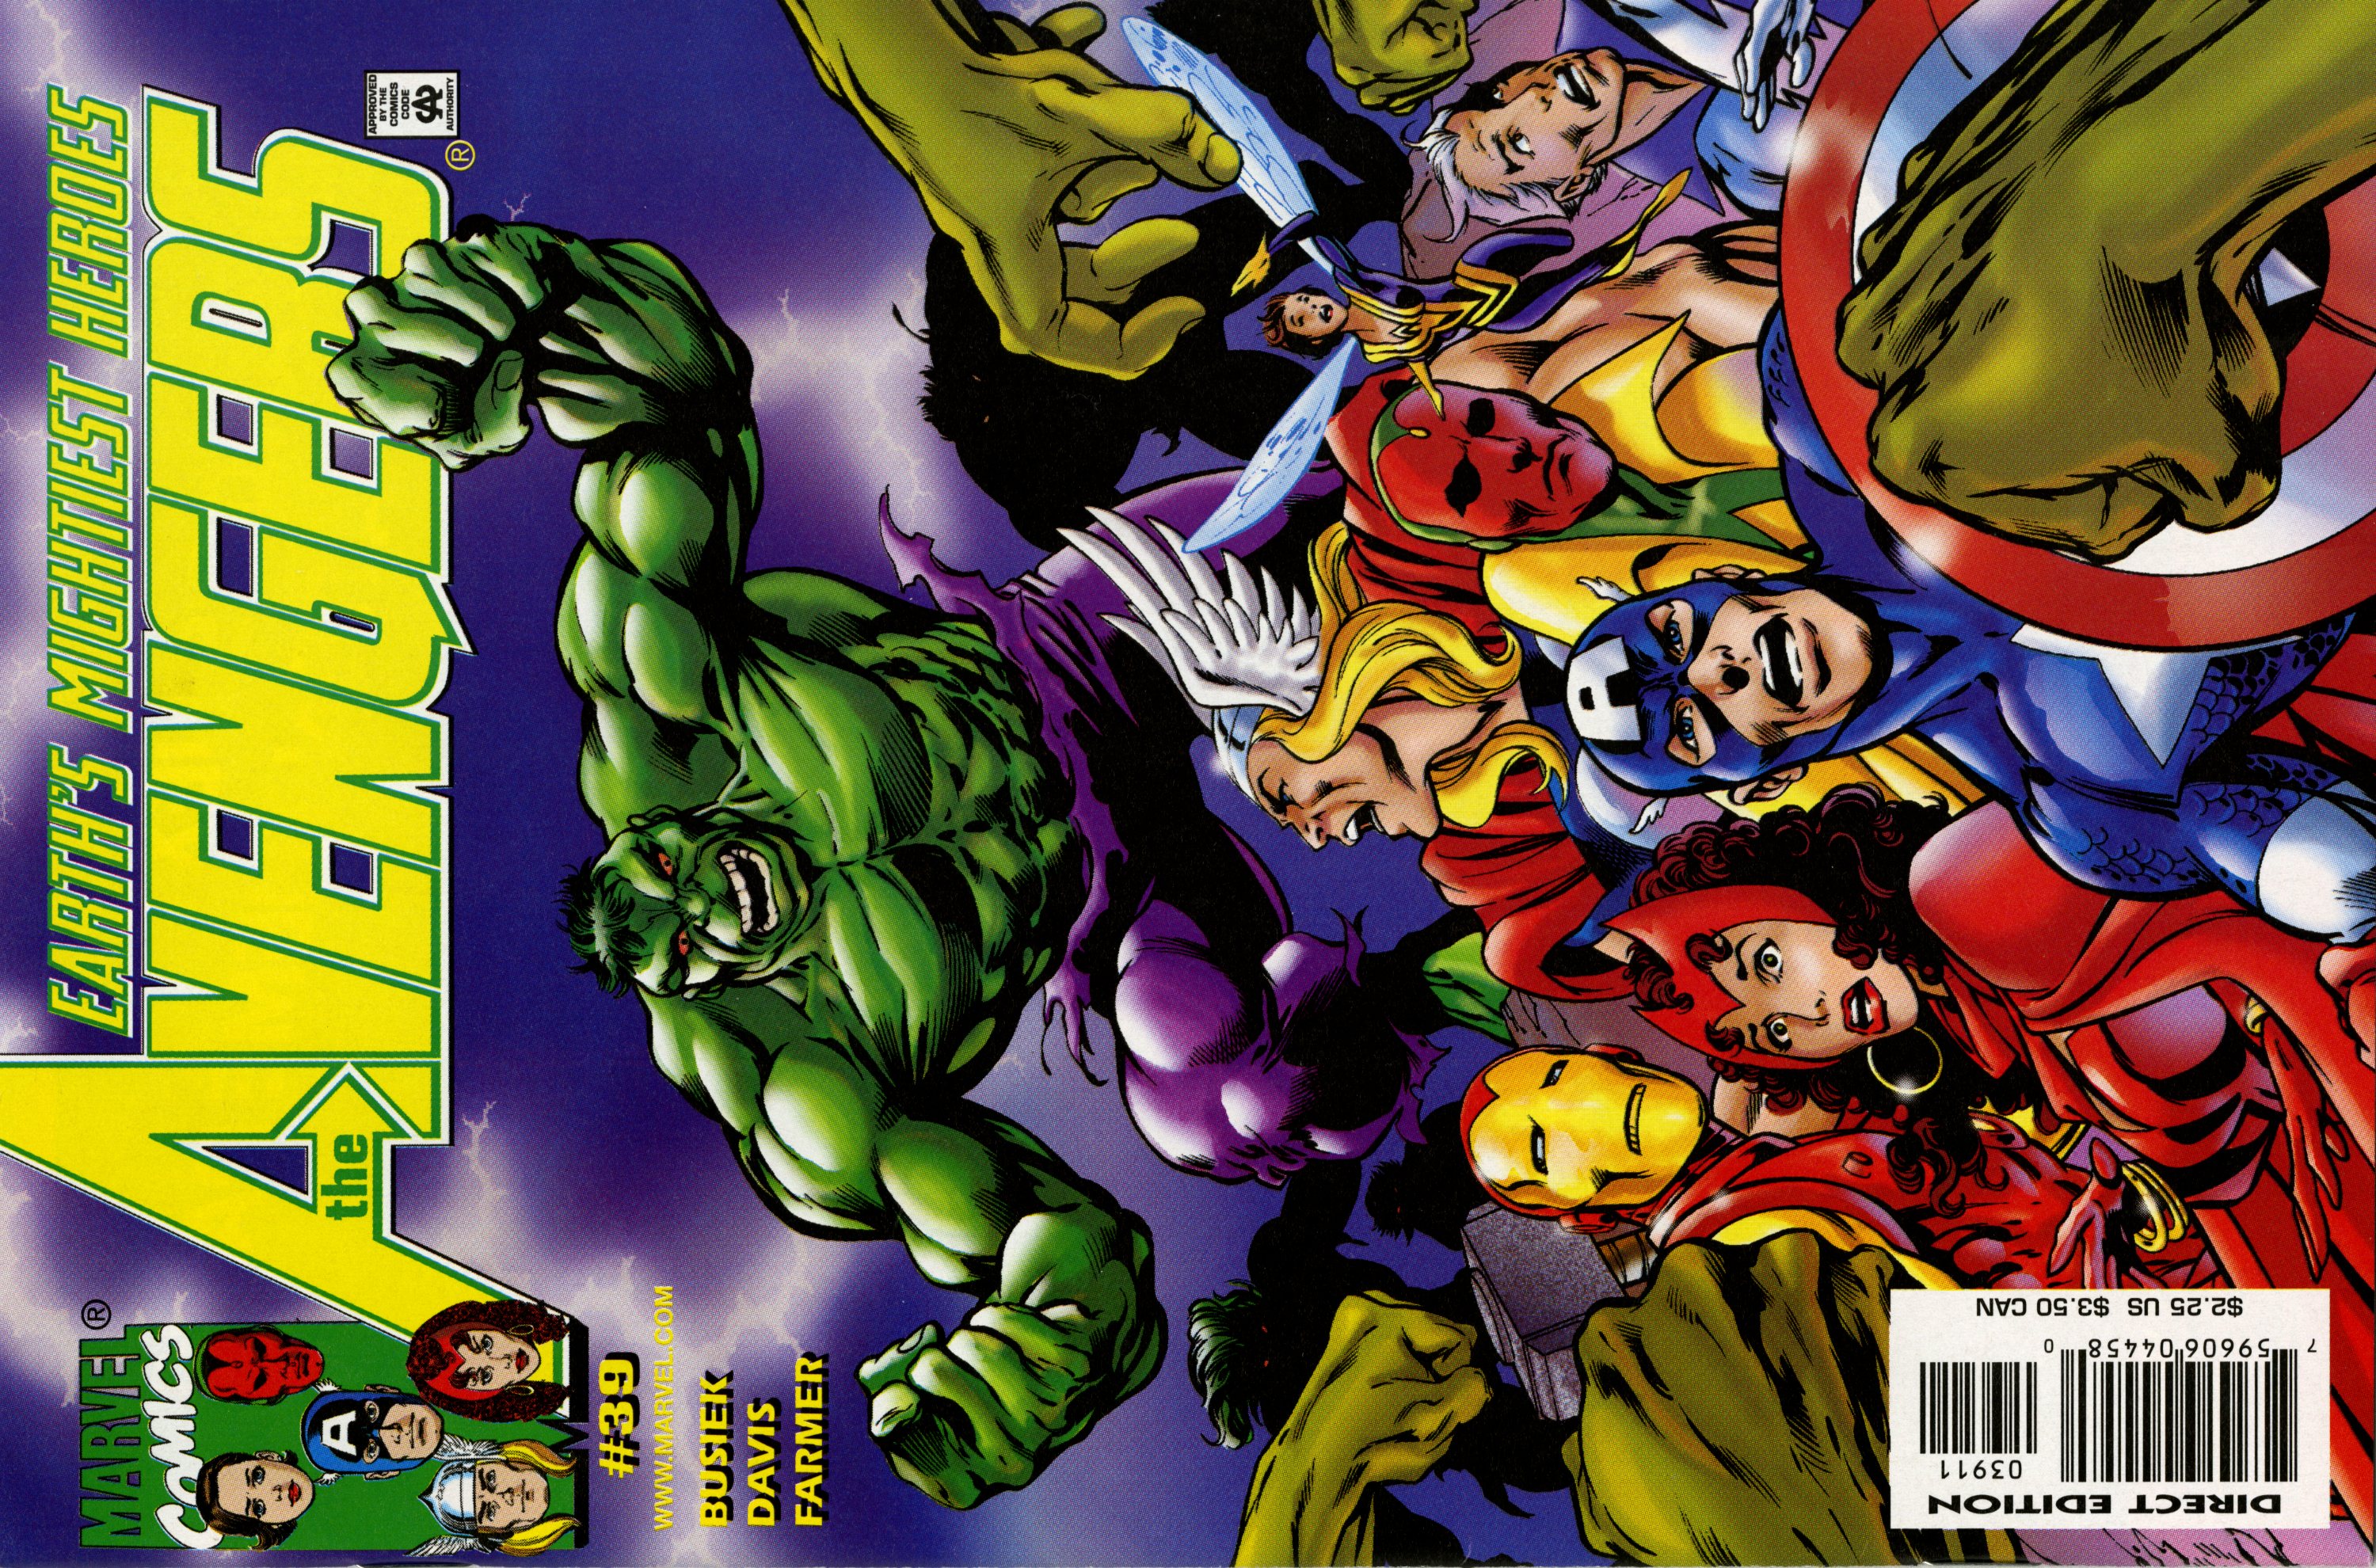 EARTH'S MIGHTIEST HEROES
the AVENGERS
®
MARVEL®
COMICS
A
M
#39
WWW.MARVEL.COM
BUSIEK
DAVIS
FARMER
APPROVED
BY THE
COMICS
CODE
CA
AUTHORITY
W
A
DIRECT EDITION
03911
7 59606 04458 0
$2.25 US $3.50 CAN